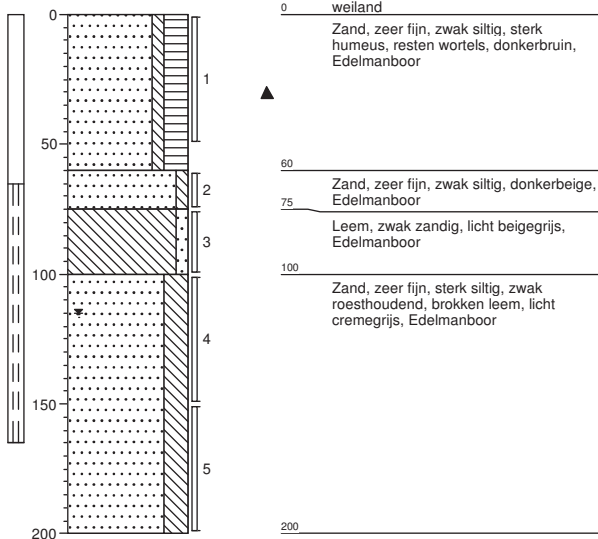 0
50
100
150
200
1
2
3
4
5
0 weiland
Zand, zeer fijn, zwak siltig, sterk
humeus, resten wortels, donkerbruin,
Edelmanboor
60
Zand, zeer fijn, zwak siltig, donkerbeige,
Edelmanboor
75
Leem, zwak zandig, licht beigegrijs,
Edelmanboor
100
Zand, zeer fijn, sterk siltig, zwak
roesthoudend, brokken leem, licht
cremegrijs, Edelmanboor
200